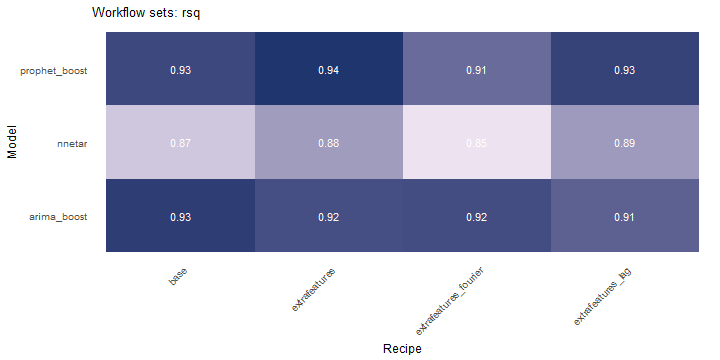 Workflow sets: rsq
Model
prophet_boost 0.93 0.94 0.91 0.93
nnetar 0.87 0.88 0.85 0.89
arima_boost 0.93 0.92 0.92 0.91
base extrafeatures extrafeatures_fourier extrafeatures_lag
Recipe